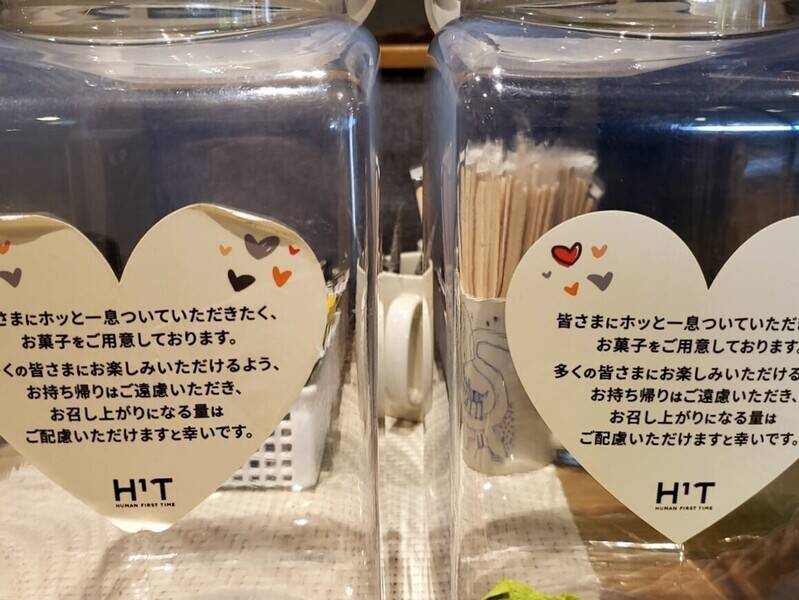 さまにホッと一息ついていただきたく、
お菓子をご用意しております。
くの皆さまにお楽しみいただけるよう、
お持ち帰りはご遠慮いただき、
お召し上がりになる量は
ご配慮いただけますと幸いです。
H1T
HUMAN FIRST TIME
皆さまにホッと一息ついていただ
お菓子をご用意しております
多くの皆さまにお楽しみいただける
お持ち帰りはご遠慮いただき、
お召し上がりになる量は
ご配慮いただけますと幸いです。
H1T
HUMAN FIRST TIME